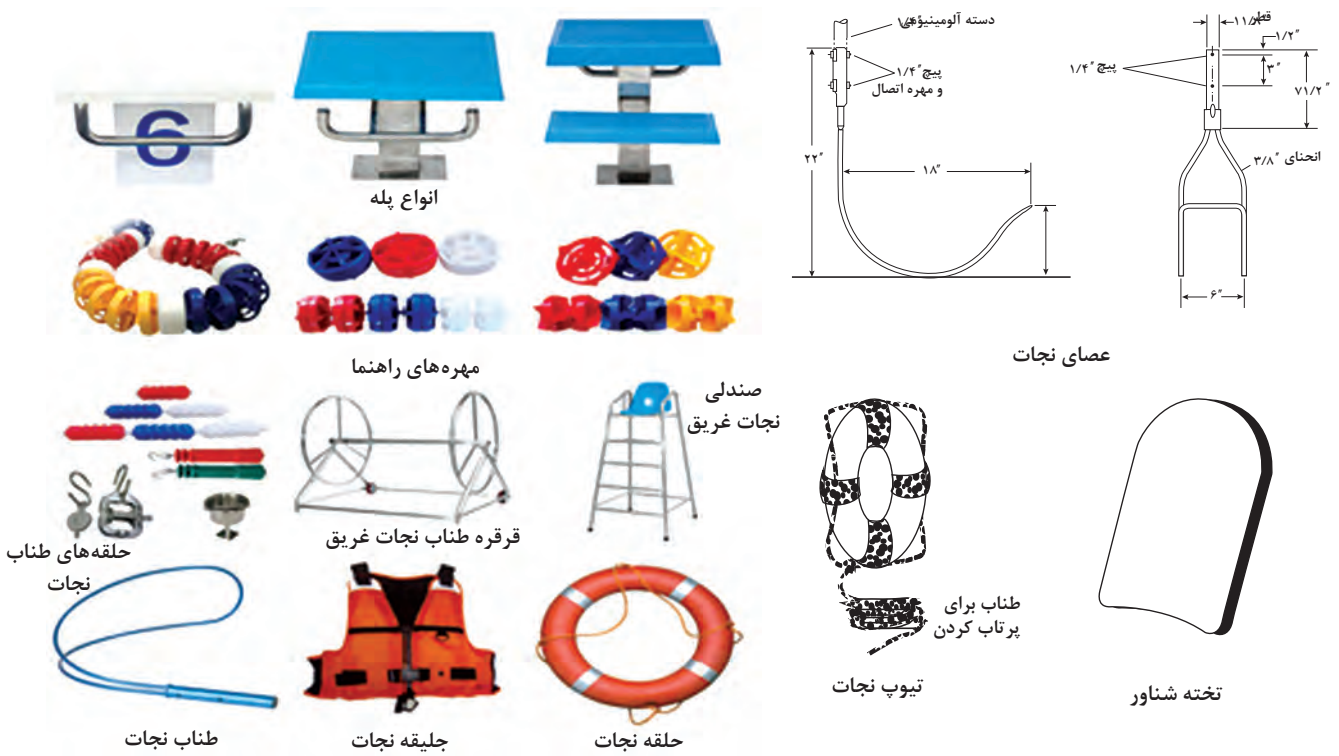 6
انواع پله
مهره‌های راهنما
صندلی
نجات غریق
قرقره طناب نجات غریق
حلقه‌های طناب
نجات
طناب نجات
جلیقه نجات
حلقه نجات
دسته آلومینیومی
پیچ ۱/۴″
و مهره اتصال
۲۲″
۱۸″
قطر
۱/۲″
پیچ ۱/۴″
۳″
۷۱/۲″
انحنای ۳/۸″
۶″
عصای نجات
طناب برای
پرتاب کردن
تیوپ نجات
تخته شناور